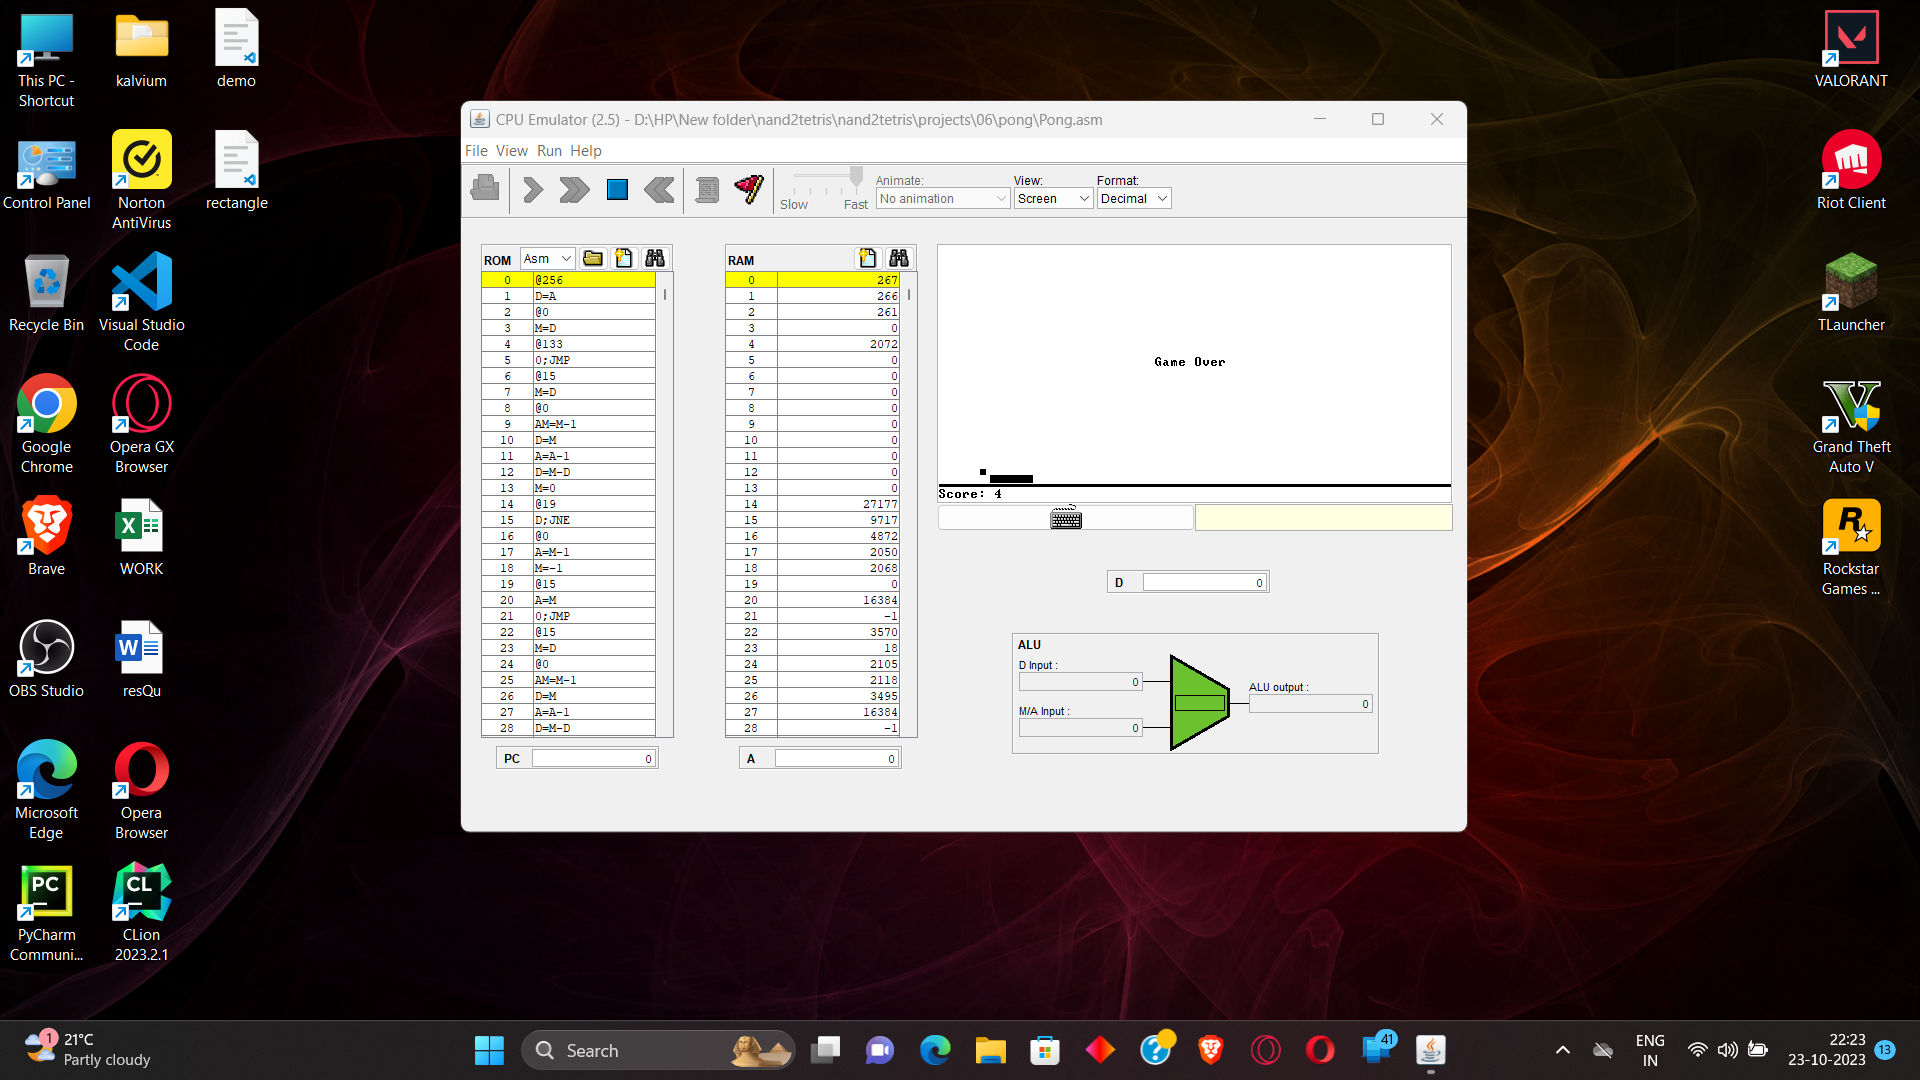 This PC -
Shortcut
kalvium
demo
Control Panel
Norton
AntiVirus
rectangle
Recycle Bin
Visual Studio
Code
Google
Chrome
Opera GX
Browser
Brave
WORK
OBS Studio
resQu
Microsoft
Edge
Opera
Browser
PyCharm
Communi...
CLion
2023.2.1
CPU Emulator (2.5) - D:\HP\New folder\nand2tetris\nand2tetris\projects\06\pong\Pong.asm
File View Run Help
Slow Fast
Animate:
No animation
View:
Screen
Format:
Decimal
ROM Asm
0 @256
1 D=A
2 @0
3 M=D
4 @133
5 0;JMP
6 @15
7 M=D
8 @0
9 AM=M-1
10 D=M
11 A=A-1
12 D=M-D
13 M=0
14 @19
15 D;JNE
16 @0
17 A=M-1
18 M=-1
19 @15
20 A=M
21 0;JMP
22 @15
23 M=D
24 @0
25 AM=M-1
26 D=M
27 A=A-1
28 D=M-D
PC 0
RAM
0 267
1 266
2 261
3 0
4 2072
5 0
6 0
7 0
8 0
9 0
10 0
11 0
12 0
13 0
14 27177
15 9717
16 4872
17 2050
18 2068
19 0
20 16384
21 -1
22 3570
23 18
24 2105
25 2118
26 3495
27 16384
28 -1
A 0
Game Over
Score: 4
D 0
ALU
D Input :
0
M/A Input :
0
ALU output :
0
VALORANT
Riot Client
TLauncher
Grand Theft
Auto V
Rockstar
Games ...
1
21°C
Partly cloudy
Search
41
ENG
IN
22:23
23-10-2023
13